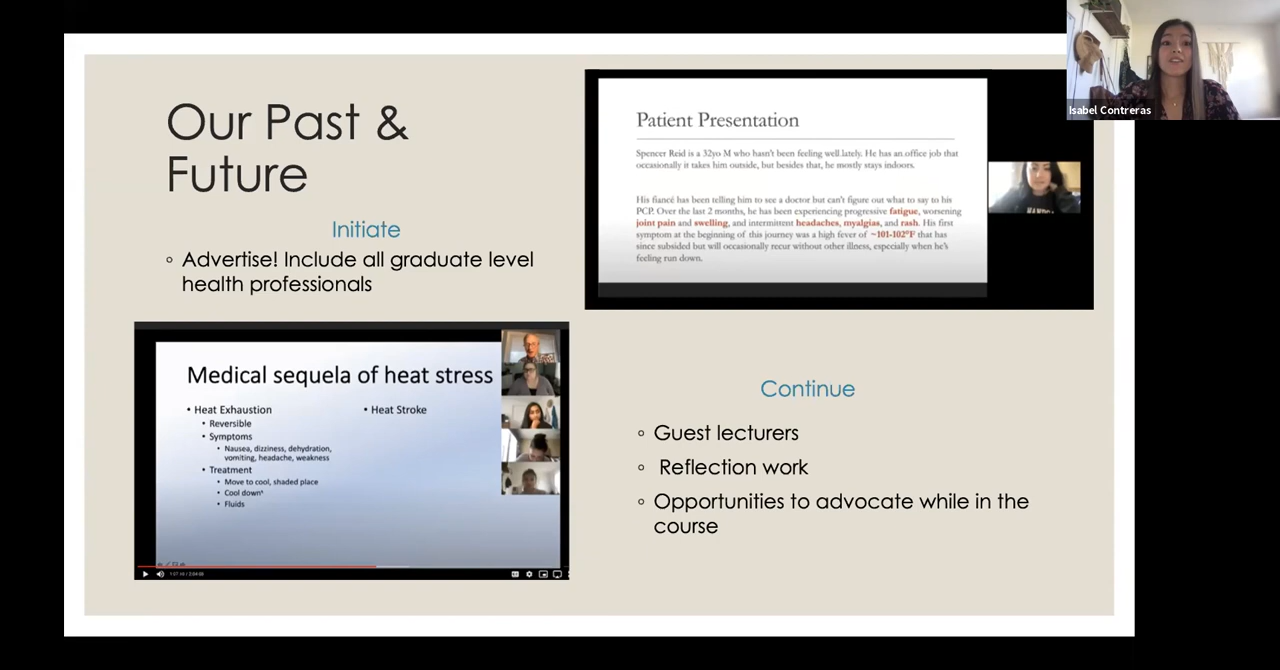 Our Past &
Future
Initiate
◦ Advertise! Include all graduate level
health professionals
Patient Presentation
Spencer Reid is a 32yo M who hasn't been feeling well lately. He has an office job that
occasionally it takes him outside, but besides that, he mostly stays indoors.
His fiancé has been telling him to see a doctor but can't figure out what to say to his
PCP. Over the last 2 months, he has been experiencing progressive fatigue, worsening
joint pain and swelling, and intermittent headaches, myalgias, and rash. His first
symptom at the beginning of this journey was a high fever of ~101-102°F that has
since subsided but will occasionally recur without other illness, especially when he's
feeling run down.
Isabel Contreras
Medical sequela of heat stress
• Heat Exhaustion
• Reversible
• Symptoms
• Nausea, dizziness, dehydration,
vomiting, headache, weakness
• Treatment
• Move to cool, shaded place
• Cool down*
• Fluids
• Heat Stroke
Continue
◦ Guest lecturers
◦ Reflection work
◦ Opportunities to advocate while in the
course